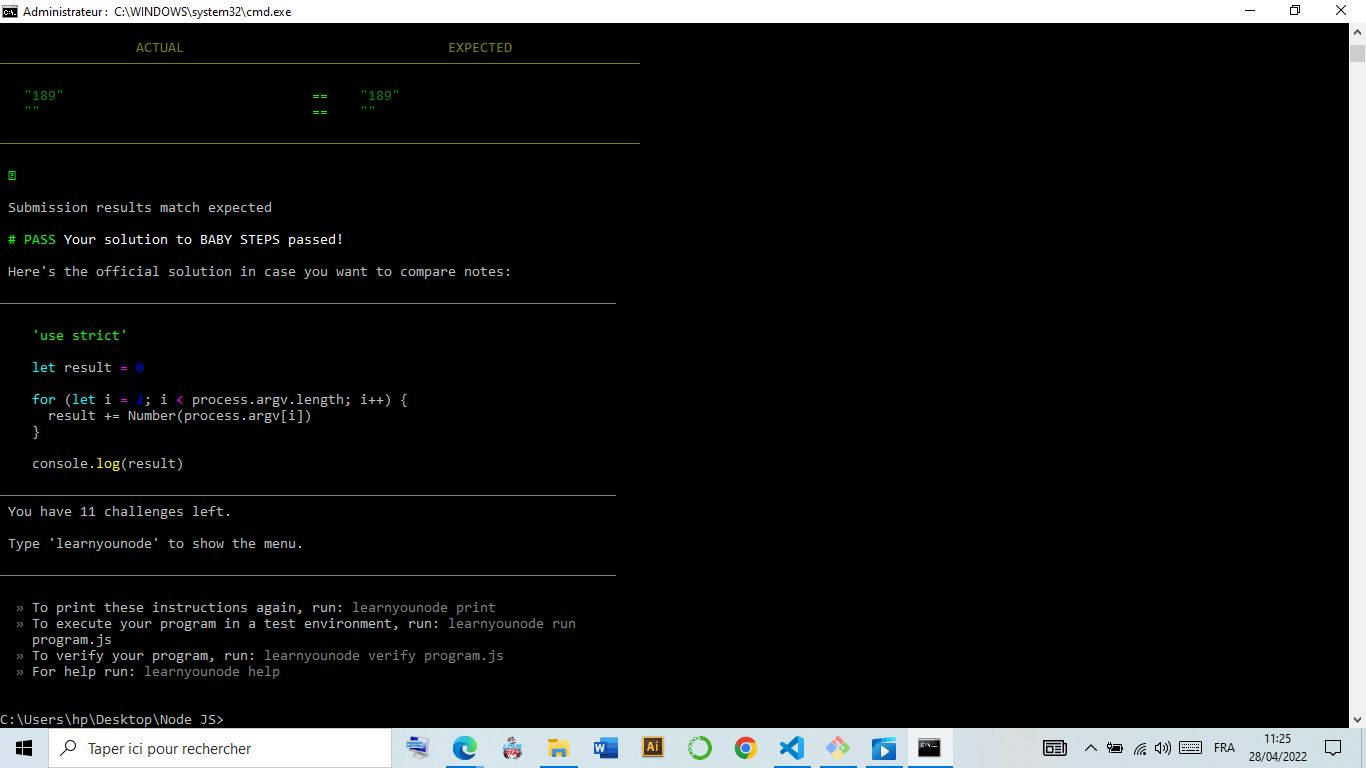 Administrateur : C:\WINDOWS\system32\cmd.exe
ACTUAL EXPECTED
"189" == "189"
"" == ""
Submission results match expected
# PASS Your solution to BABY STEPS passed!
Here's the official solution in case you want to compare notes:
'use strict'
let result = 0
for (let i = 2; i < process.argv.length; i++) {
result += Number(process.argv[i])
}
console.log(result)
You have 11 challenges left.
Type 'learnyounode' to show the menu.
» To print these instructions again, run: learnyounode print
» To execute your program in a test environment, run: learnyounode run
program.js
» To verify your program, run: learnyounode verify program.js
» For help run: learnyounode help
C:\Users\hp\Desktop\Node JS>
Taper ici pour rechercher
W
Ai
FRA
11:25
28/04/2022